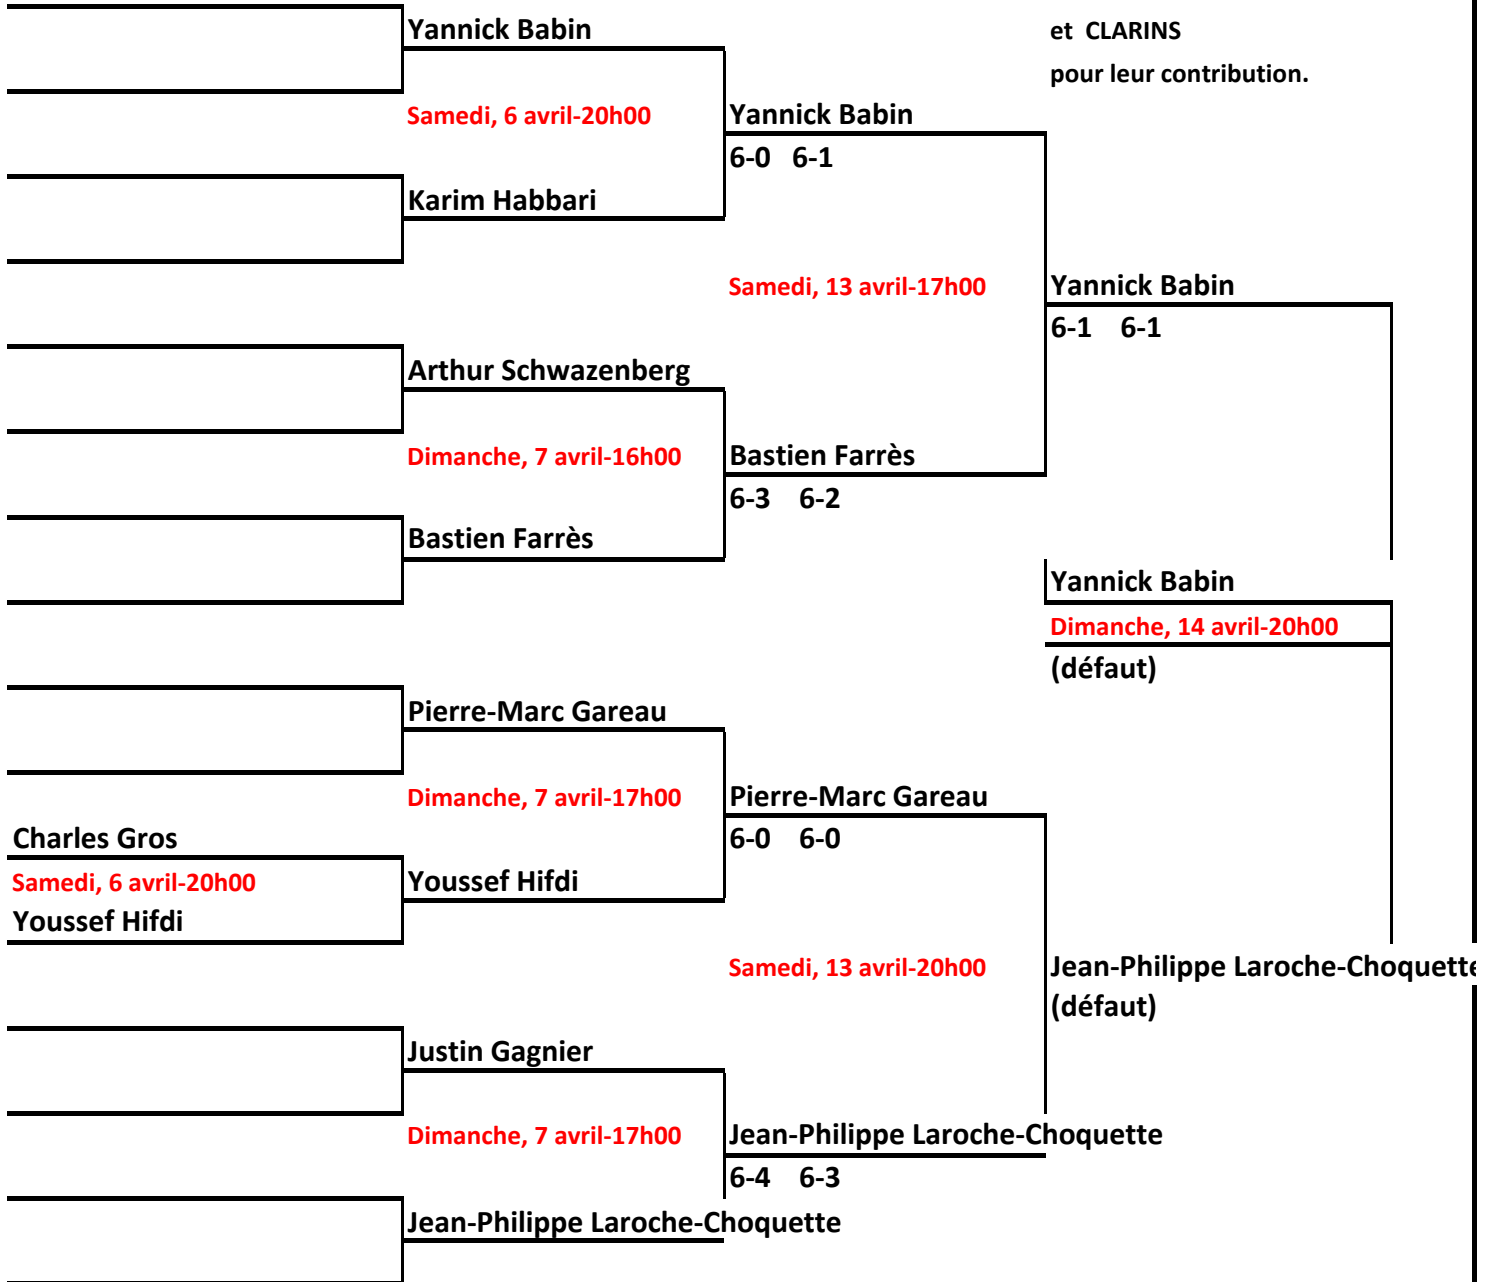 Yannick Babin
et CLARINS
pour leur contribution.
Samedi, 6 avril-20h00
Yannick Babin
6-0 6-1
Karim Habbari
Samedi, 13 avril-17h00
Yannick Babin
6-1 6-1
Arthur Schwazenberg
Dimanche, 7 avril-16h00
Bastien Farrès
6-3 6-2
Bastien Farrès
Yannick Babin
Dimanche, 14 avril-20h00
(défaut)
Pierre-Marc Gareau
Dimanche, 7 avril-17h00
Pierre-Marc Gareau
6-0 6-0
Charles Gros
Samedi, 6 avril-20h00
Youssef Hifdi
Youssef Hifdi
Samedi, 13 avril-20h00
Jean-Philippe Laroche-Choquette
(défaut)
Justin Gagnier
Dimanche, 7 avril-17h00
Jean-Philippe Laroche-Choquette
6-4 6-3
Jean-Philippe Laroche-Choquette